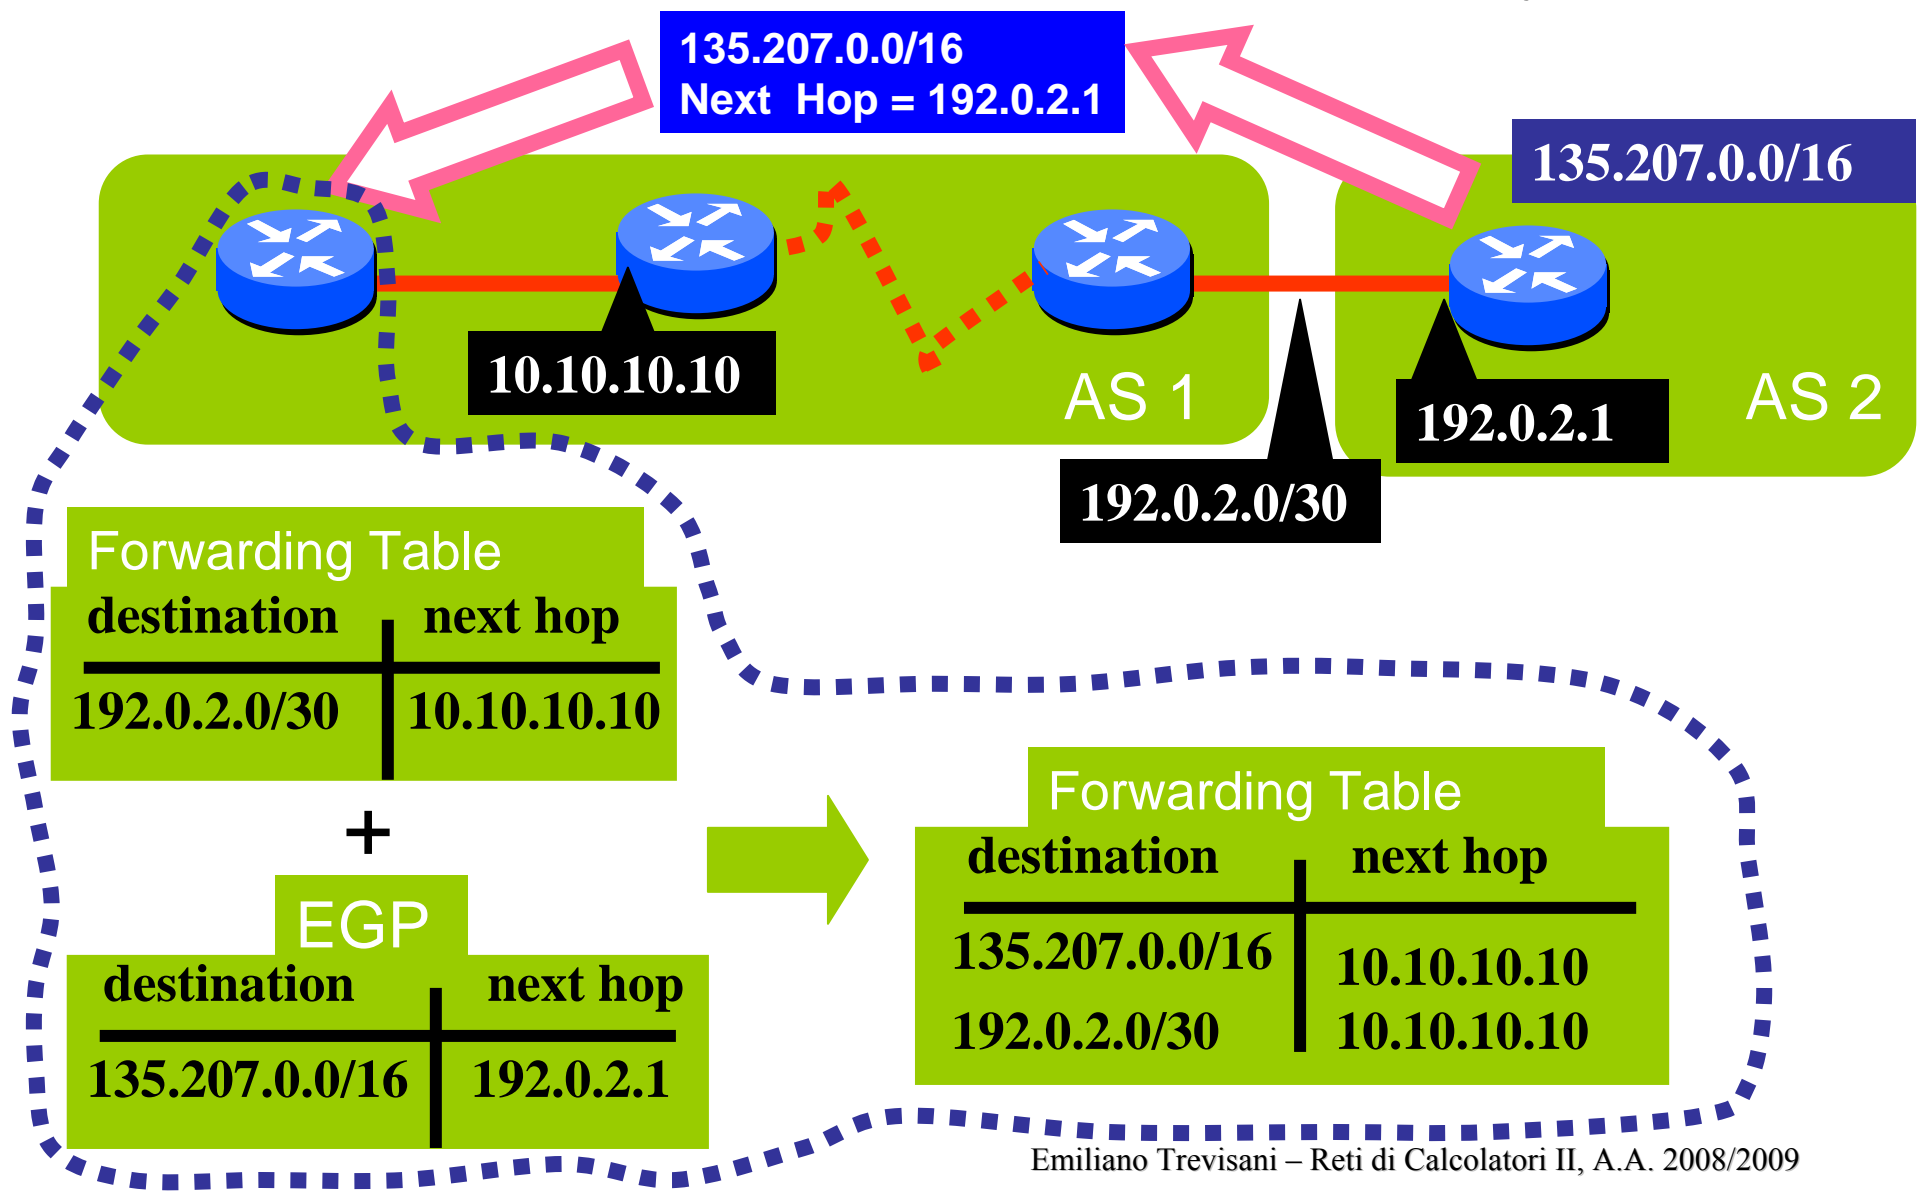 135.207.0.0/16
Next Hop = 192.0.2.1
135.207.0.0/16
10.10.10.10
AS 1
192.0.2.1
AS 2
192.0.2.0/30
Forwarding Table
destination next hop
192.0.2.0/30 10.10.10.10
+
EGP
destination next hop
135.207.0.0/16 192.0.2.1
Forwarding Table
destination next hop
135.207.0.0/16 10.10.10.10
192.0.2.0/30 10.10.10.10
Emiliano Trevisani – Reti di Calcolatori II, A.A. 2008/2009